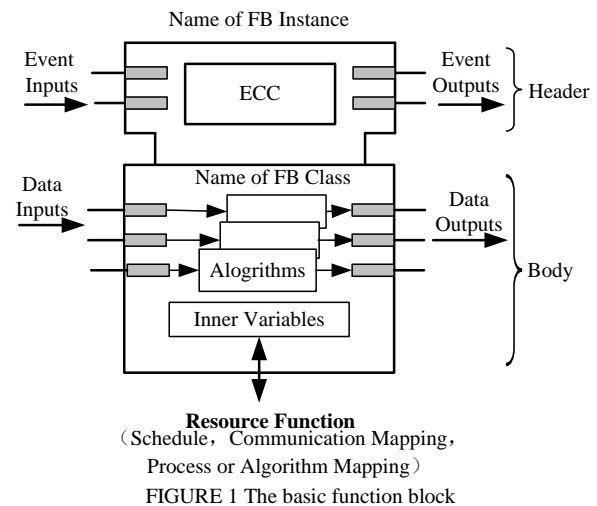 Name of FB Instance
Event
Inputs
ECC
Event
Outputs
Header
Name of FB Class
Data
Inputs
Data
Outputs
Alogrithms
Body
Inner Variables
Resource Function
（Schedule，Communication Mapping，
Process or Algorithm Mapping）
FIGURE 1 The basic function block